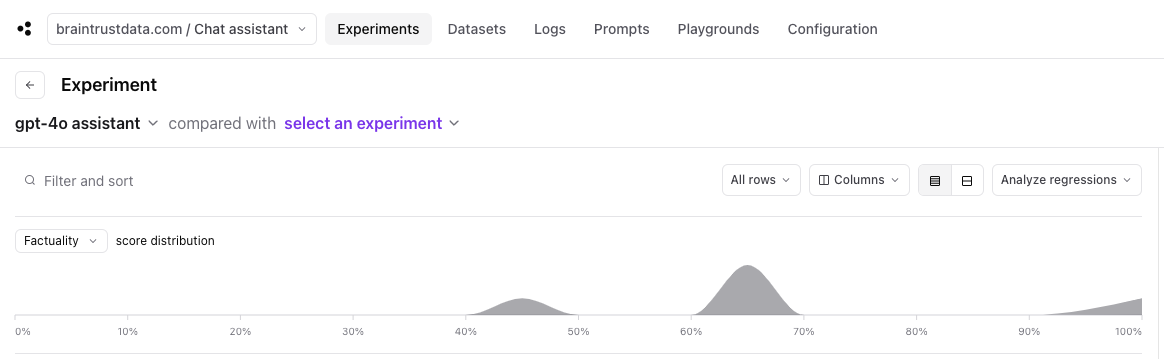 braintrustdata.com / Chat assistant Experiments Datasets Logs Prompts Playgrounds Configuration
Experiment
gpt-4o assistant compared with select an experiment
Filter and sort All rows Columns Analyze regressions
Factuality score distribution
0% 10% 20% 30% 40% 50% 60% 70% 80% 90% 100%